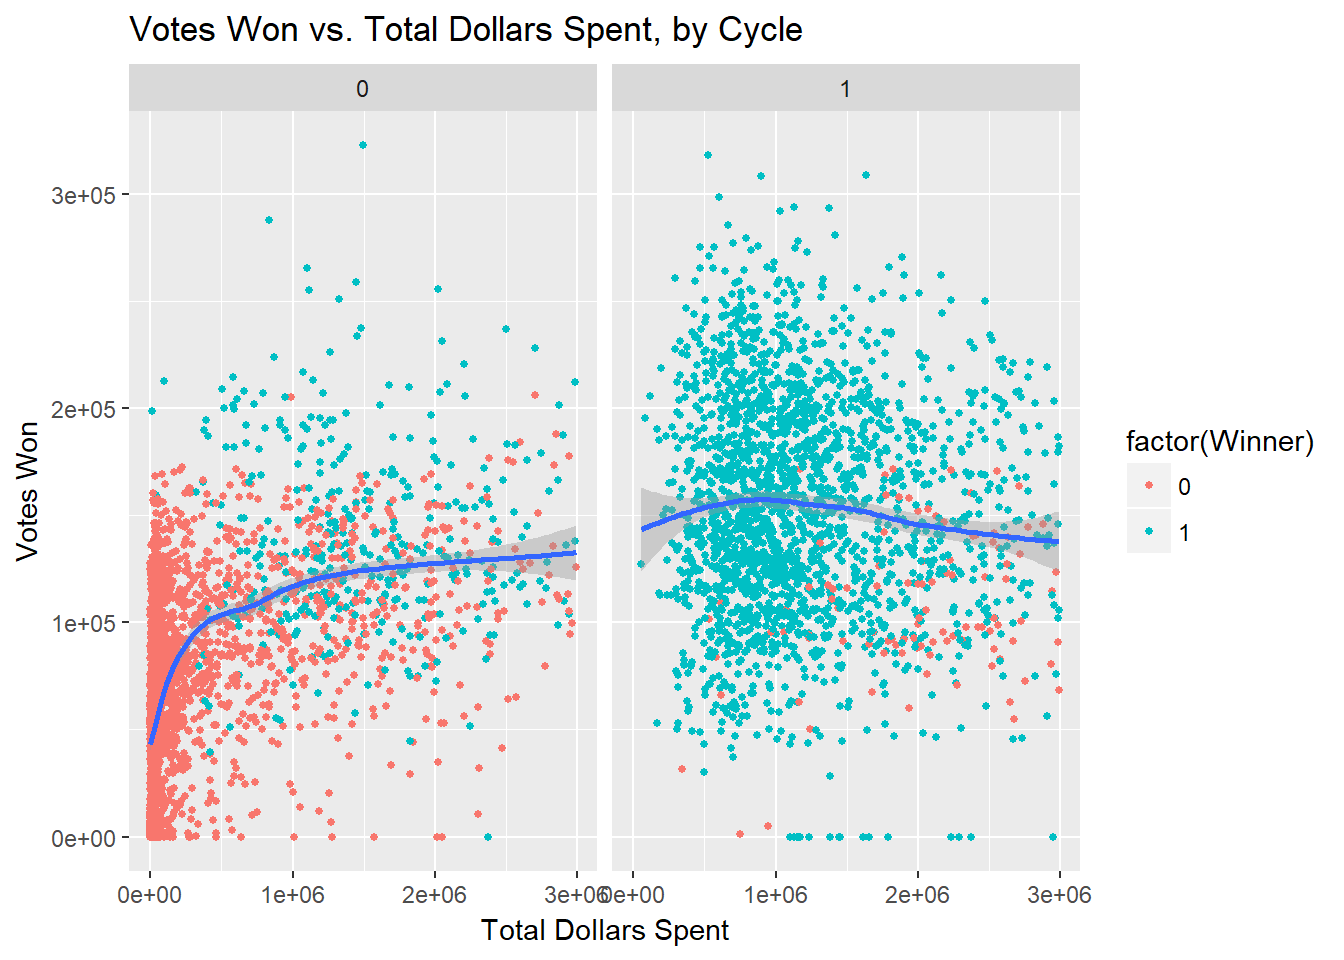 Votes Won vs. Total Dollars Spent, by Cycle
0 1
3e+05
2e+05
1e+05
0e+00
Votes Won
0e+00 1e+06 2e+06 3e+06 0e+00 1e+06 2e+06 3e+06
Total Dollars Spent
factor(Winner)
0
1